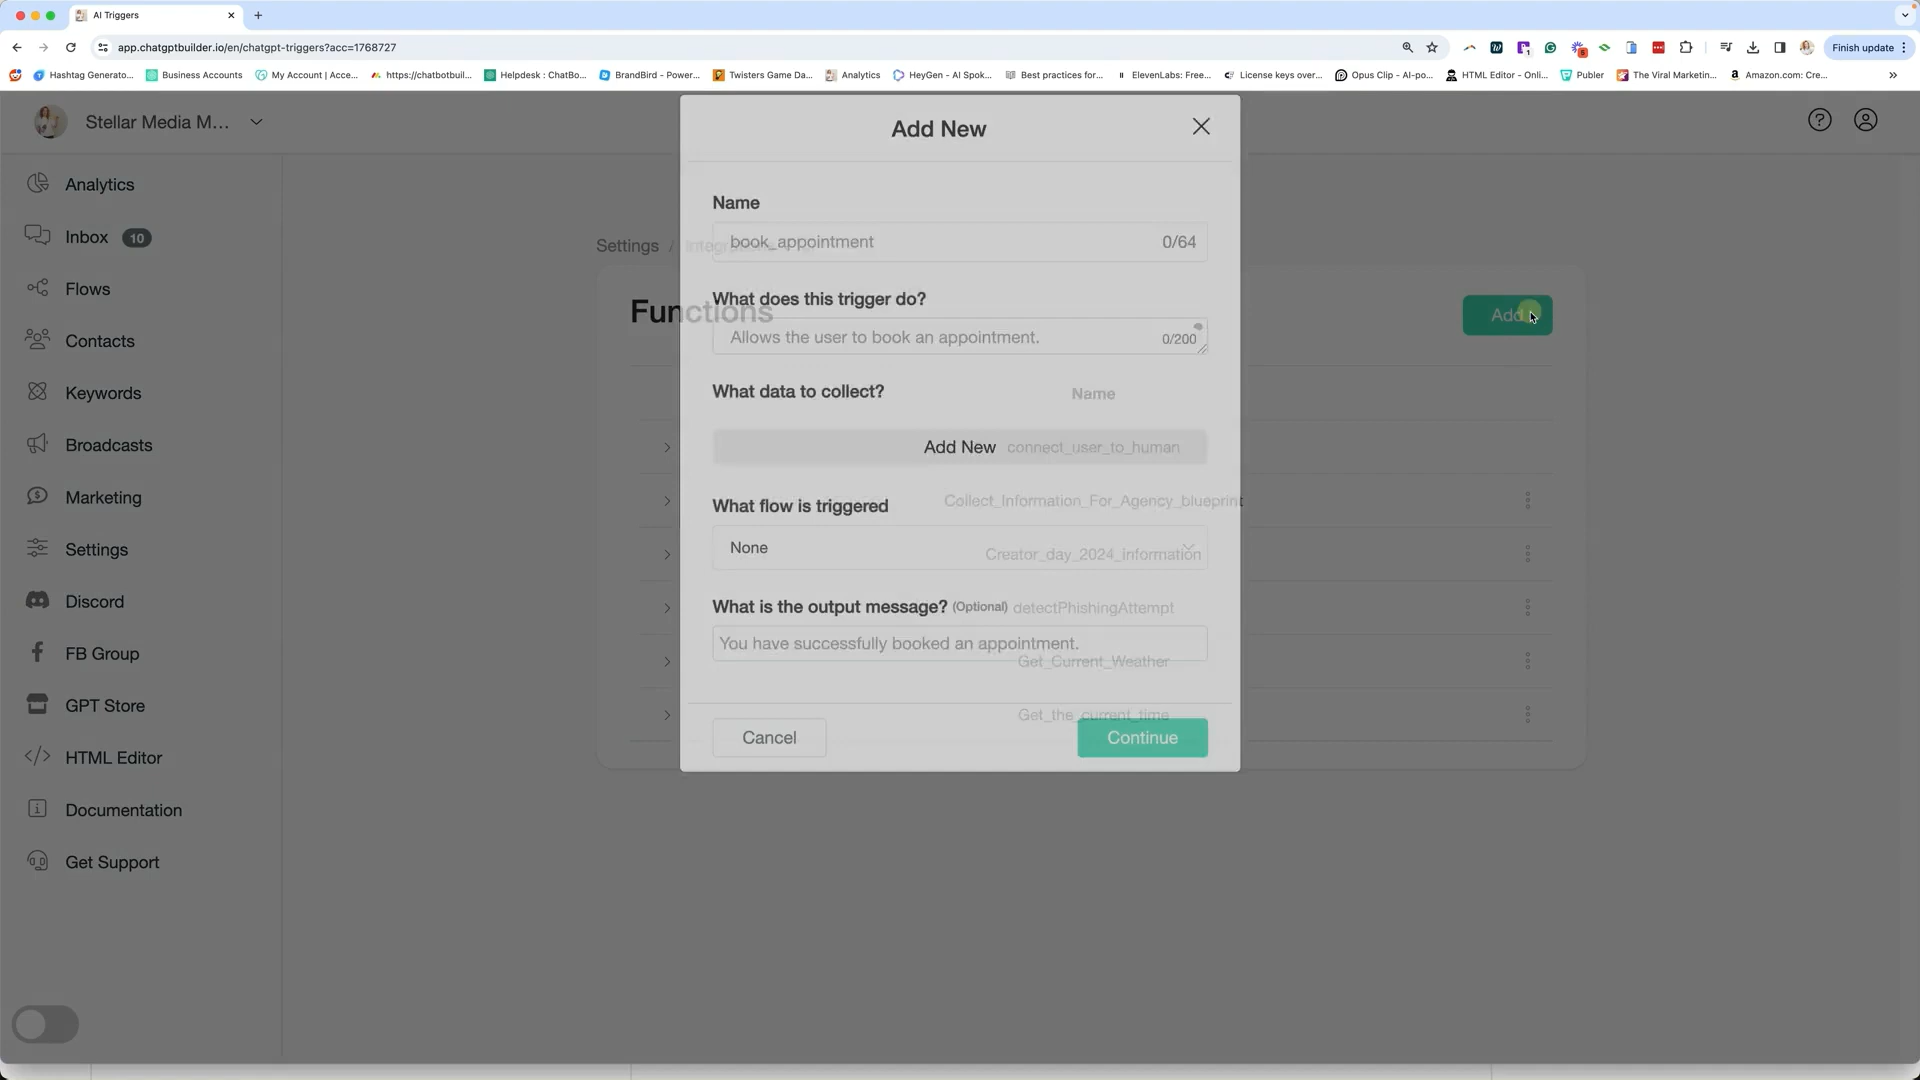 AI Triggers
app.chatgptbuilder.io/en/chatgpt-triggers?acc=1768727
Finish update
Hashtag Generato...
Business Accounts
My Account | Acce...
https://chatbotbuil...
Helpdesk : ChatBo...
BrandBird - Power...
Twisters Game Da...
Analytics
HeyGen - AI Spok...
Best practices for...
ElevenLabs: Free...
License keys over...
Opus Clip - AI-po...
HTML Editor - Onli...
Publer
The Viral Marketin...
Amazon.com: Cre...
Stellar Media M...
Analytics
Inbox 10
Flows
Contacts
Keywords
Broadcasts
Marketing
Settings
Discord
FB Group
GPT Store
HTML Editor
Documentation
Get Support
Settings /
Functions
Add
Add New
Name
book_appointment 0/64
What does this trigger do?
Allows the user to book an appointment. 0/200
What data to collect?
Name
Add New
connect_user_to_human
Collect_Information_For_Agency_blueprint
What flow is triggered
None
Creator_day_2024_information
What is the output message? (Optional)
detectPhishingAttempt
You have successfully booked an appointment.
Get_Current_Weather
Get_the_current_time
Cancel
Continue